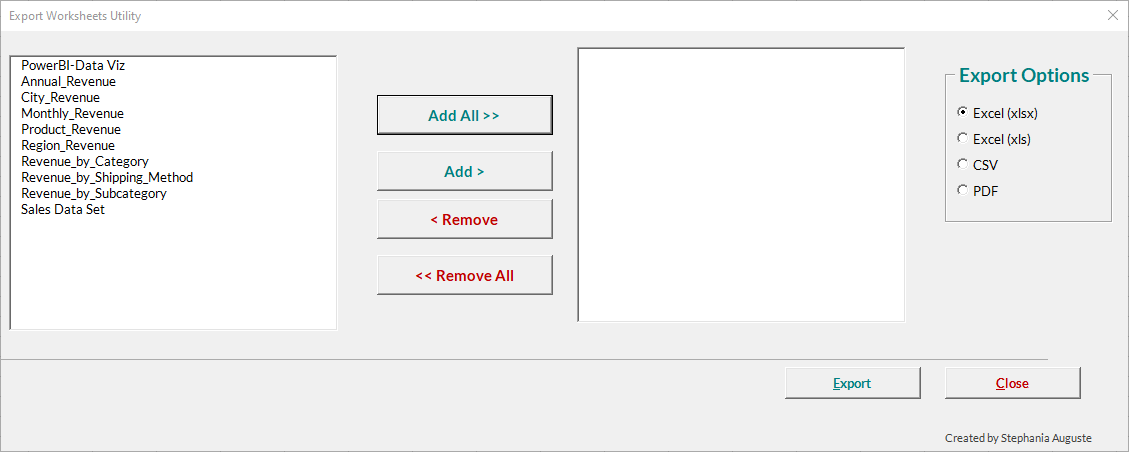 Export Worksheets Utility
PowerBI-Data Viz
Annual_Revenue
City_Revenue
Monthly_Revenue
Product_Revenue
Region_Revenue
Revenue_by_Category
Revenue_by_Shipping_Method
Revenue_by_Subcategory
Sales Data Set
Add All >>
Add >
< Remove
<< Remove All
Export Options
Excel (xlsx)
Excel (xls)
CSV
PDF
Export
Close
Created by Stephania Auguste